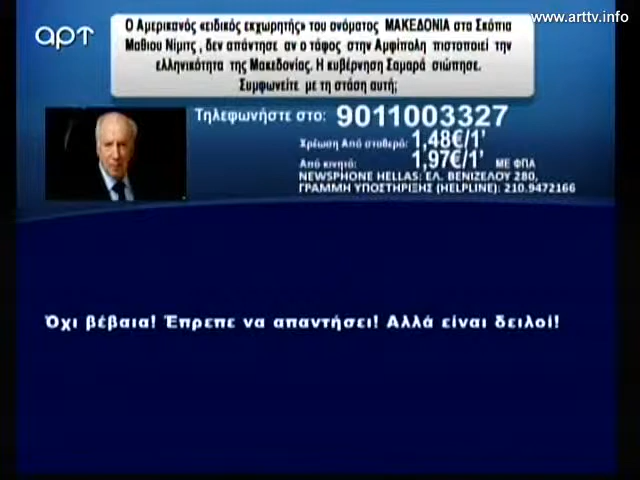 www.arttv.info
αρτ
Ο Αμερικανός «ειδικός εκχωρητής» του ονόματος ΜΑΚΕΔΟΝΙΑ στα Σκόπια
Μαθιου Νίμιτς , δεν απάντησε αν ο τάφος στην Αμφίπολη πιστοποιεί την
ελληνικότητα της Μακεδονίας. Η κυβέρνηση Σαμαρά σιώπησε.
Συμφωνείτε με τη στάση αυτή;
Τηλεφωνήστε στο: 9011003327
Χρέωση Από σταθερό: 1,48€/1'
Από κινητό: 1,97€/1' ΜΕ ΦΠΑ
NEWSPHONE HELLAS: ΕΛ. ΒΕΝΙΖΕΛΟΥ 280,
ΓΡΑΜΜΗ ΥΠΟΣΤΗΡΙΞΗΣ (HELPLINE): 210.9472166
Όχι βέβαια! Έπρεπε να απαντήσει! Αλλά είναι δειλοί!